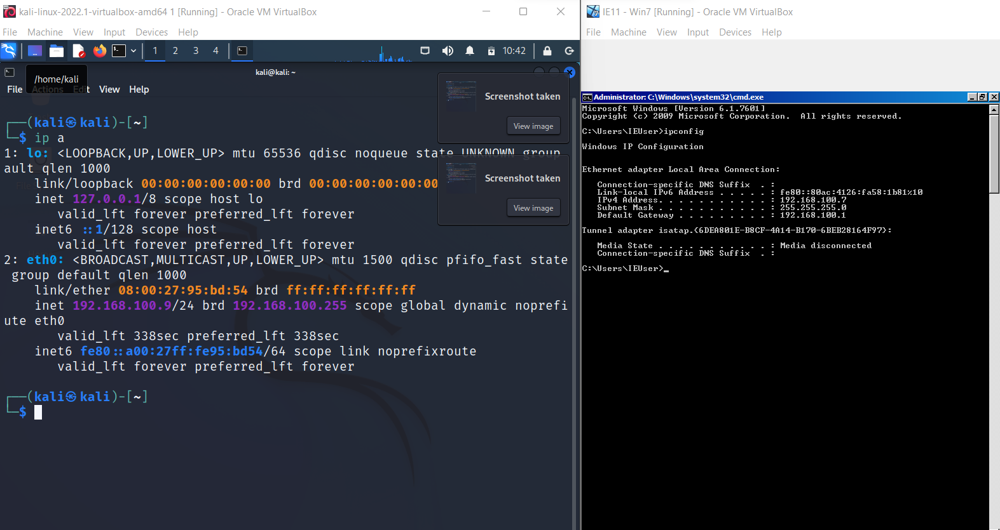 kali-linux-2022.1-virtualbox-amd64 1 [Running] - Oracle VM VirtualBox
File Machine View Input Devices Help
1 2 3 4 10:42
/home/kali
kali@kali: ~
File Actions Edit View Help
Screenshot taken
View image
Screenshot taken
View image
┌──(kali㉿kali)-[~]
└─$ ip a
1: lo: <LOOPBACK,UP,LOWER_UP> mtu 65536 qdisc noqueue state UNKNOWN group
ault qlen 1000
link/loopback 00:00:00:00:00:00 brd 00:00:00:00:00:00
inet 127.0.0.1/8 scope host lo
valid_lft forever preferred_lft forever
inet6 ::1/128 scope host
valid_lft forever preferred_lft forever
2: eth0: <BROADCAST,MULTICAST,UP,LOWER_UP> mtu 1500 qdisc pfifo_fast state
group default qlen 1000
link/ether 08:00:27:95:bd:54 brd ff:ff:ff:ff:ff:ff
inet 192.168.100.9/24 brd 192.168.100.255 scope global dynamic noprefi
ute eth0
valid_lft 338sec preferred_lft 338sec
inet6 fe80::a00:27ff:fe95:bd54/64 scope link noprefixroute
valid_lft forever preferred_lft forever
┌──(kali㉿kali)-[~]
└─$
IE11 - Win7 [Running] - Oracle VM VirtualBox
File Machine View Input Devices Help
Administrator: C:\Windows\system32\cmd.exe
Microsoft Windows [Version 6.1.7601]
Copyright (c) 2009 Microsoft Corporation. All rights reserved.
C:\Users\IEUser>ipconfig
Windows IP Configuration
Ethernet adapter Local Area Connection:
Connection-specific DNS Suffix . :
Link-local IPv6 Address . . . . . : fe80::80ac:4126:fa58:1b81%10
IPv4 Address. . . . . . . . . . . : 192.168.100.7
Subnet Mask . . . . . . . . . . . : 255.255.255.0
Default Gateway . . . . . . . . . : 192.168.100.1
Tunnel adapter isatap.{6DEA801E-B8CF-4A14-B170-6BEB28164F97}:
Media State . . . . . . . . . . . : Media disconnected
Connection-specific DNS Suffix . :
C:\Users\IEUser>_